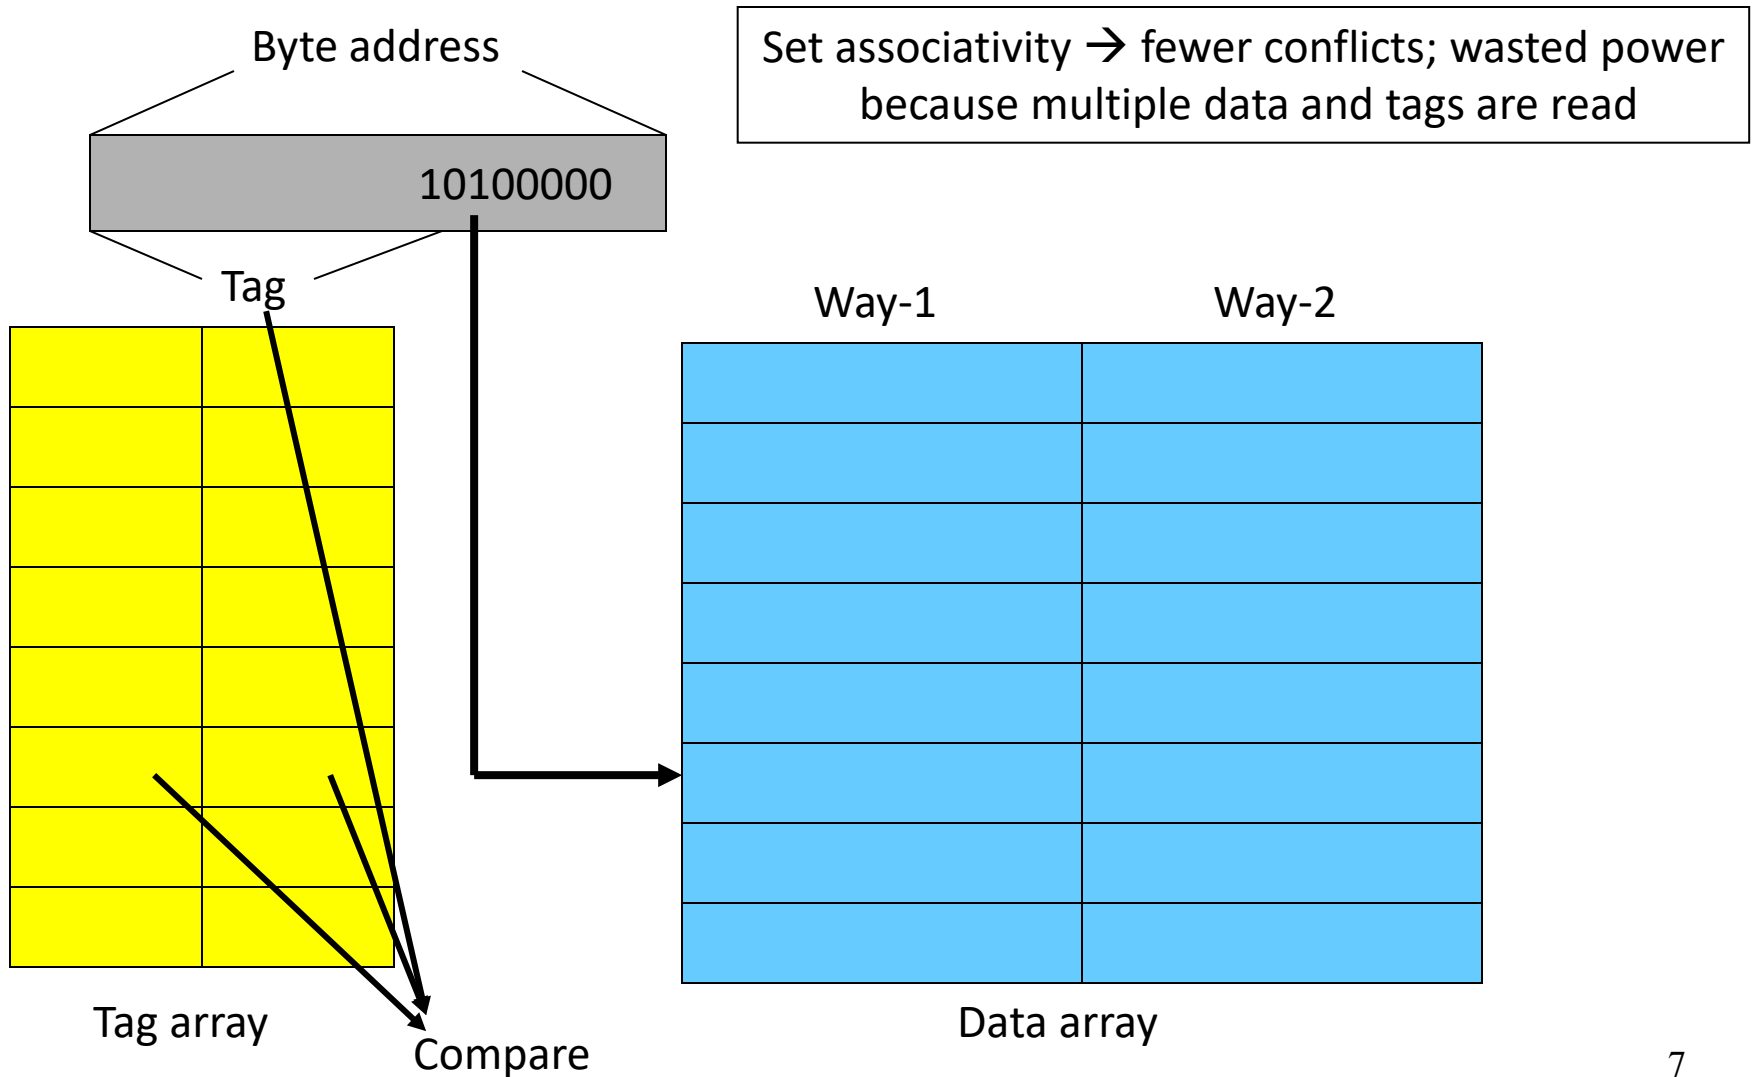 Byte address
Set associativity → fewer conflicts; wasted power
because multiple data and tags are read
10100000
Tag
Way-1
Way-2
Tag array
Data array
Compare
7